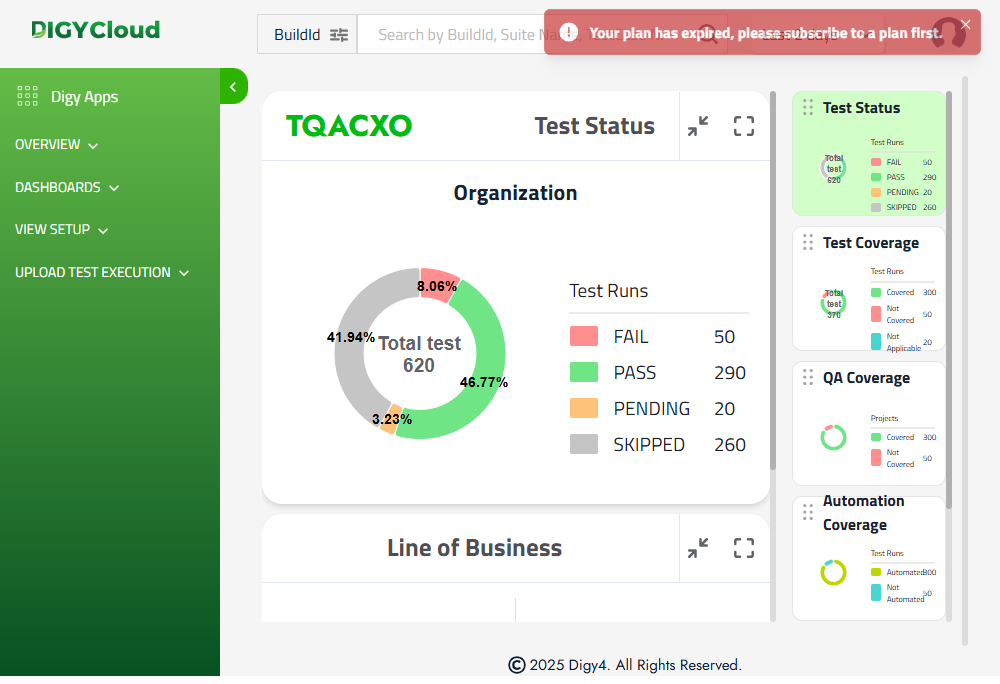 DIGYCloud
BuildId
Search by BuildId, Suite Na
Your plan has expired, please subscribe to a plan first.
Digy Apps
OVERVIEW
DASHBOARDS
VIEW SETUP
UPLOAD TEST EXECUTION
TQACXO
Test Status
Organization
8.06%
41.94%
Total test
620
46.77%
3.23%
Test Runs
FAIL 50
PASS 290
PENDING 20
SKIPPED 260
Line of Business
Test Status
Total
test
620
Test Runs
FAIL 50
PASS 290
PENDING 20
SKIPPED 260
Test Coverage
Total
test
370
Test Runs
Covered 300
Not
Covered 50
Not
Applicable 20
QA Coverage
Projects
Covered 300
Not
Covered 50
Automation
Coverage
Test Runs
Automated 300
Not
Automated 50
© 2025 Digy4. All Rights Reserved.